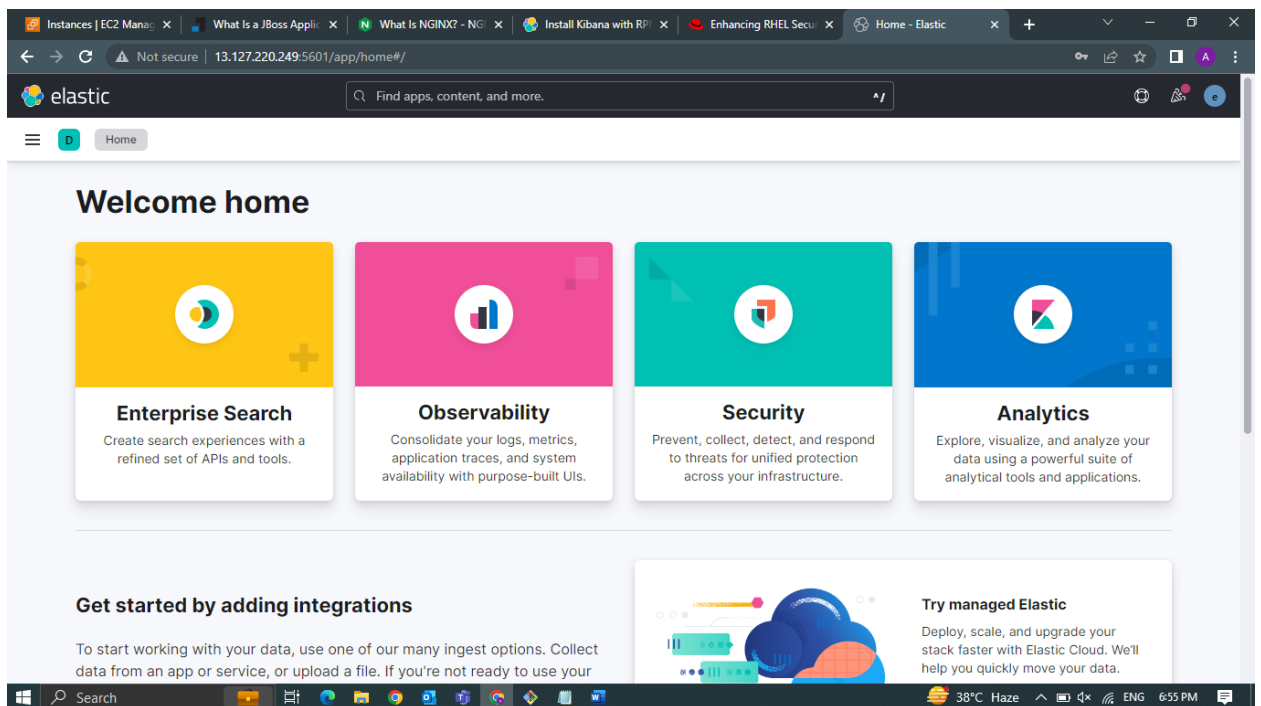 Instances | EC2 Manag
What Is a JBoss Applic
What Is NGINX? - NG
Install Kibana with RP
Enhancing RHEL Secur
Home - Elastic
Not secure | 13.127.220.249:5601/app/home#/
A
elastic
Find apps, content, and more.
^/
e
D
Home
Welcome home
Enterprise Search
Create search experiences with a
refined set of APIs and tools.
Observability
Consolidate your logs, metrics,
application traces, and system
availability with purpose-built UIs.
Security
Prevent, collect, detect, and respond
to threats for unified protection
across your infrastructure.
Analytics
Explore, visualize, and analyze your
data using a powerful suite of
analytical tools and applications.
Get started by adding integrations
To start working with your data, use one of our many ingest options. Collect
data from an app or service, or upload a file. If you're not ready to use your
Try managed Elastic
Deploy, scale, and upgrade your
stack faster with Elastic Cloud. We'll
help you quickly move your data.
Search
38°C Haze
ENG
6:55 PM